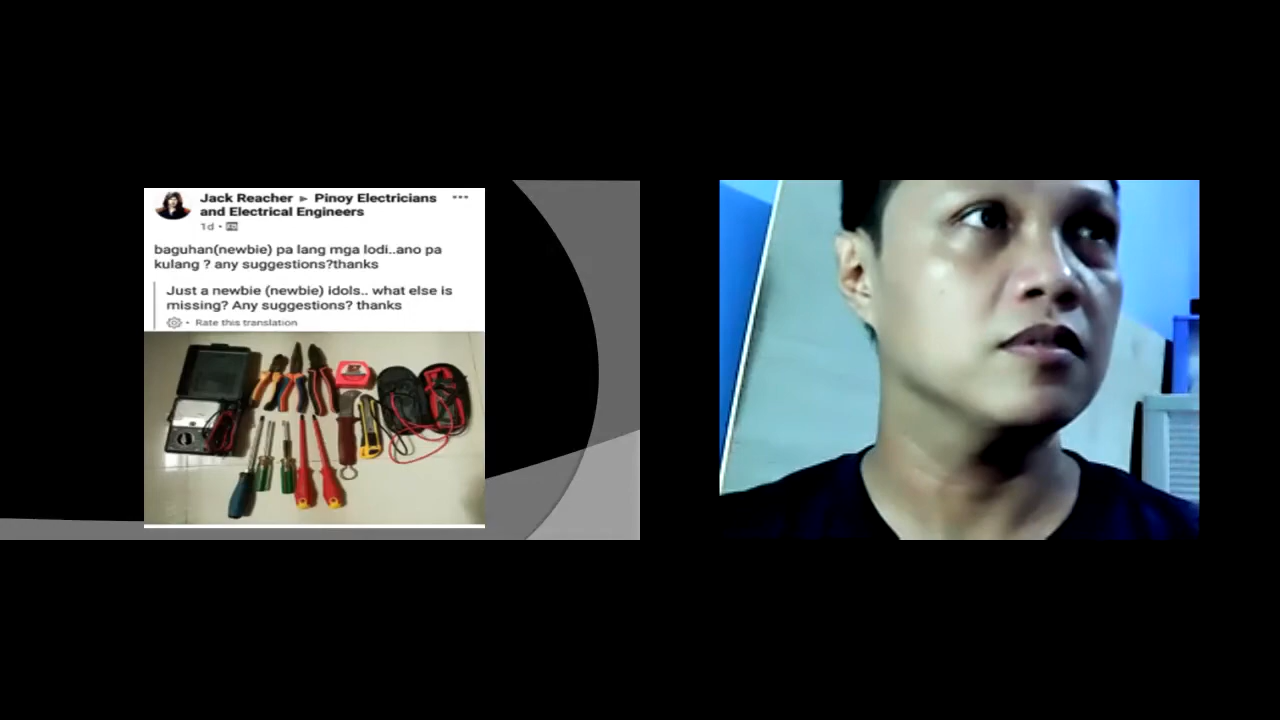 Jack Reacher ▸ Pinoy Electricians
and Electrical Engineers
1d •
baguhan(newbie) pa lang mga lodi..ano pa
kulang ? any suggestions?thanks
Just a newbie (newbie) idols.. what else is
missing? Any suggestions? thanks
• Rate this translation